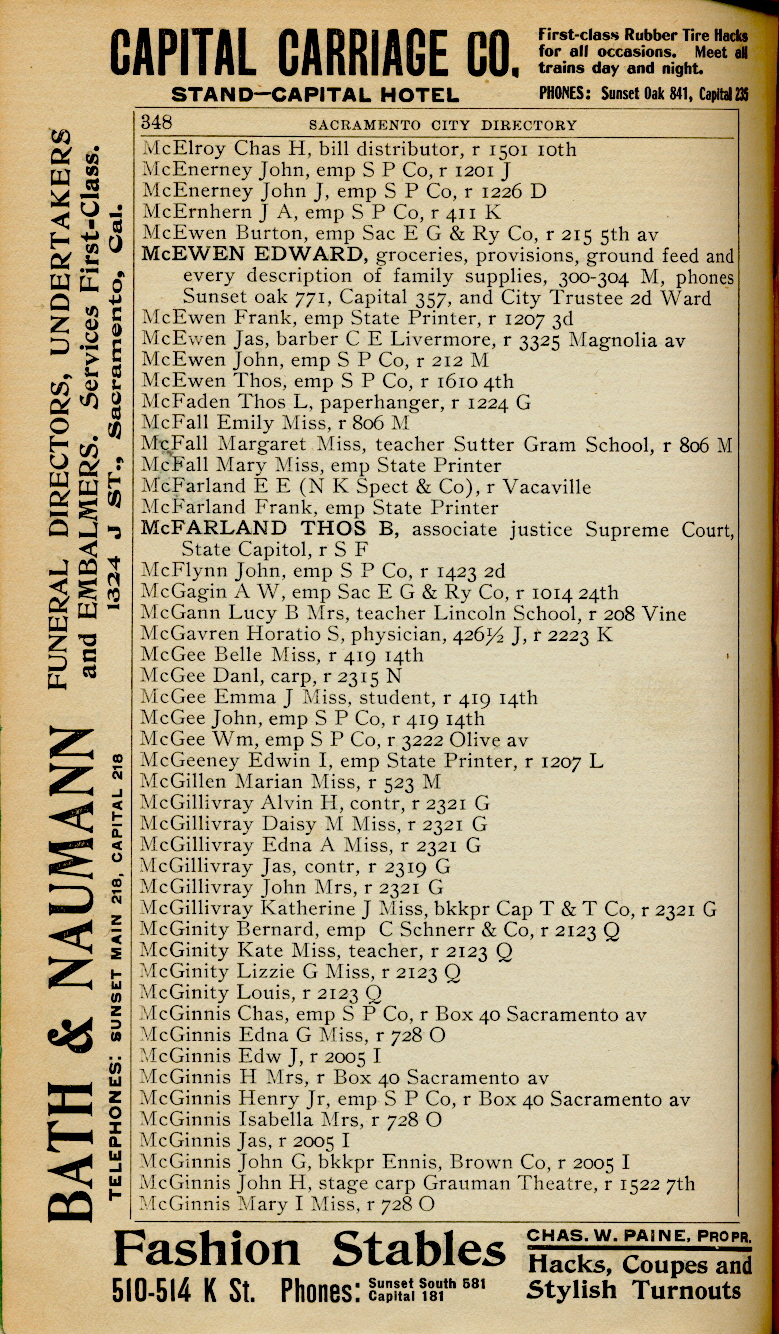 CAPITAL CARRIAGE CO.
STAND—CAPITAL HOTEL
First-class Rubber Tire Hacks
for all occasions. Meet all
trains day and night.
PHONES: Sunset Oak 841, Capital 235
BATH & NAUMANN
FUNERAL DIRECTORS, UNDERTAKERS
and EMBALMERS. Services First-Class.
TELEPHONES: SUNSET MAIN 218, CAPITAL 218
1324 J ST., Sacramento, Cal.
348 SACRAMENTO CITY DIRECTORY
McElroy Chas H, bill distributor, r 1501 10th
McEnerney John, emp S P Co, r 1201 J
McEnerney John J, emp S P Co, r 1226 D
McErnhern J A, emp S P Co, r 411 K
McEwen Burton, emp Sac E G & Ry Co, r 215 5th av
McEWEN EDWARD, groceries, provisions, ground feed and
every description of family supplies, 300-304 M, phones
Sunset oak 771, Capital 357, and City Trustee 2d Ward
McEwen Frank, emp State Printer, r 1207 3d
McEwen Jas, barber C E Livermore, r 3325 Magnolia av
McEwen John, emp S P Co, r 212 M
McEwen Thos, emp S P Co, r 1610 4th
McFaden Thos L, paperhanger, r 1224 G
McFall Emily Miss, r 806 M
McFall Margaret Miss, teacher Sutter Gram School, r 806 M
McFall Mary Miss, emp State Printer
McFarland E E (N K Spect & Co), r Vacaville
McFarland Frank, emp State Printer
McFARLAND THOS B, associate justice Supreme Court,
State Capitol, r S F
McFlynn John, emp S P Co, r 1423 2d
McGagin A W, emp Sac E G & Ry Co, r 1014 24th
McGann Lucy B Mrs, teacher Lincoln School, r 208 Vine
McGavren Horatio S, physician, 426½ J, r 2223 K
McGee Belle Miss, r 419 14th
McGee Danl, carp, r 2315 N
McGee Emma J Miss, student, r 419 14th
McGee John, emp S P Co, r 419 14th
McGee Wm, emp S P Co, r 3222 Olive av
McGeeney Edwin I, emp State Printer, r 1207 L
McGillen Marian Miss, r 523 M
McGillivray Alvin H, contr, r 2321 G
McGillivray Daisy M Miss, r 2321 G
McGillivray Edna A Miss, r 2321 G
McGillivray Jas, contr, r 2319 G
McGillivray John Mrs, r 2321 G
McGillivray Katherine J Miss, bkkpr Cap T & T Co, r 2321 G
McGinity Bernard, emp C Schnerr & Co, r 2123 Q
McGinity Kate Miss, teacher, r 2123 Q
McGinity Lizzie G Miss, r 2123 Q
McGinity Louis, r 2123 Q
McGinnis Chas, emp S P Co, r Box 40 Sacramento av
McGinnis Edna G Miss, r 728 O
McGinnis Edw J, r 2005 I
McGinnis H Mrs, r Box 40 Sacramento av
McGinnis Henry Jr, emp S P Co, r Box 40 Sacramento av
McGinnis Isabella Mrs, r 728 O
McGinnis Jas, r 2005 I
McGinnis John G, bkkpr Ennis, Brown Co, r 2005 I
McGinnis John H, stage carp Grauman Theatre, r 1522 7th
McGinnis Mary I Miss, r 728 O
Fashion Stables
510-514 K St. Phones: Sunset South 581
Capital 181
CHAS. W. PAINE, PROPR.
Hacks, Coupes and
Stylish Turnouts